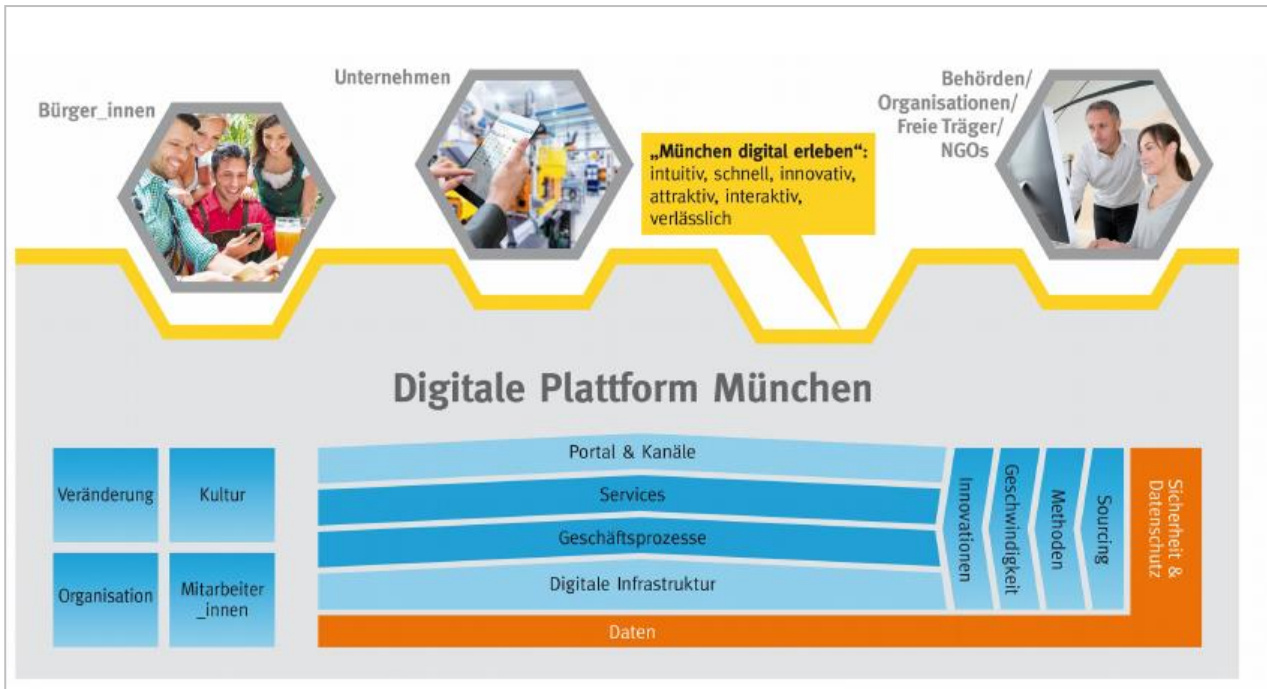 Bürger_innen
Unternehmen
Behörden/
Organisationen/
Freie Träger/
NGOs
„München digital erleben“:
intuitiv, schnell, innovativ,
attraktiv, interaktiv,
verlässlich
Digitale Plattform München
Veränderung
Kultur
Organisation
Mitarbeiter
_innen
Portal & Kanäle
Services
Geschäftsprozesse
Digitale Infrastruktur
Daten
Innovationen
Geschwindigkeit
Methoden
Sourcing
Sicherheit &
Datenschutz